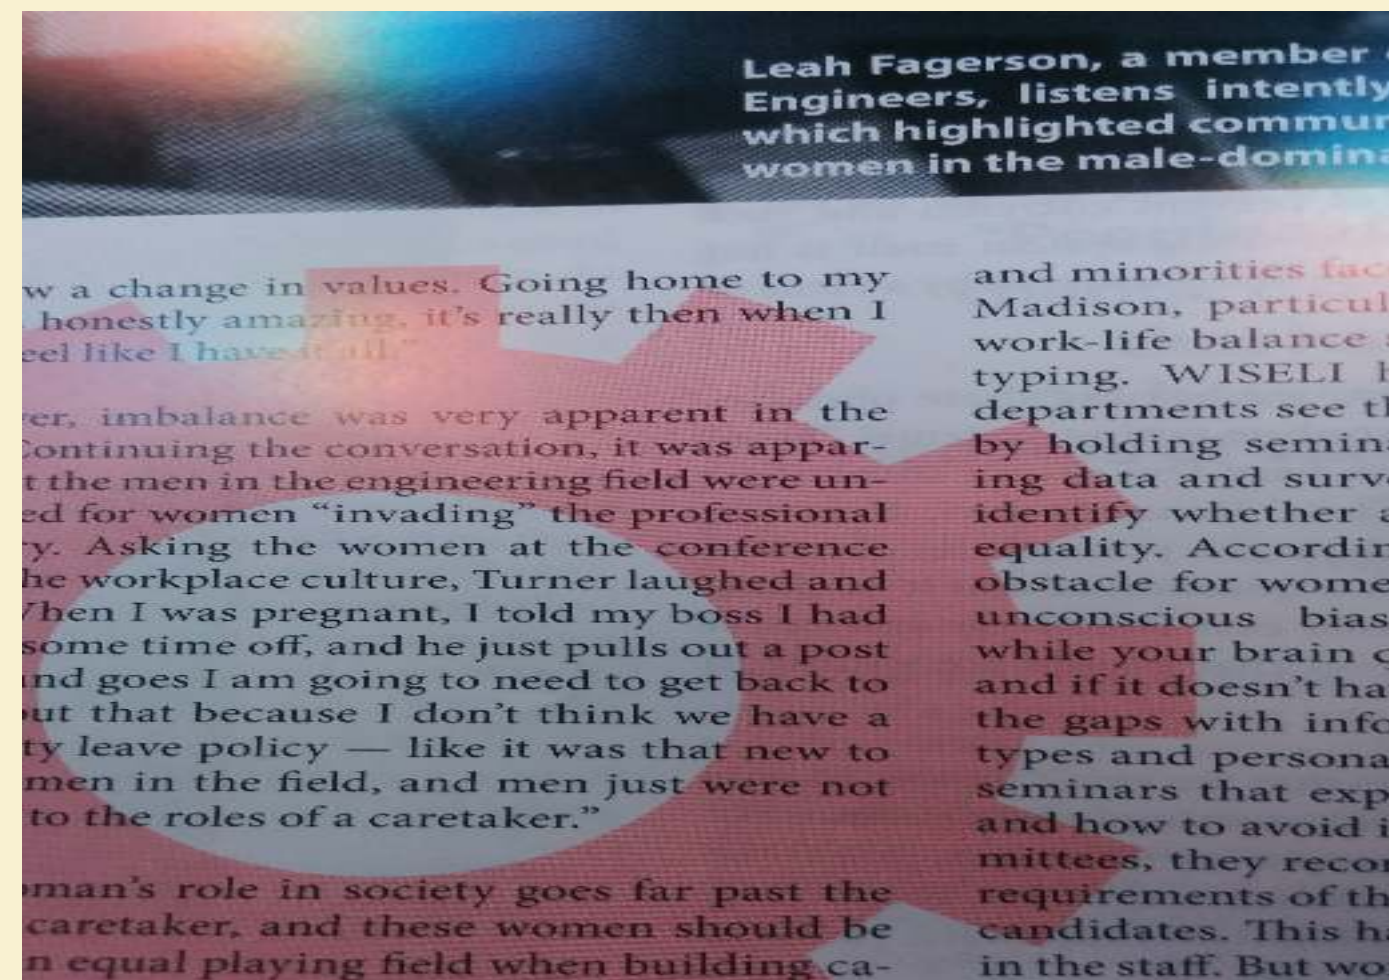 Leah Fagerson, a member
Engineers, listens intently
which highlighted commun
women in the male-domina
w a change in values. Going home to my
honestly amazing, it's really then when I
eel like I have it all."
er, imbalance was very apparent in the
Continuing the conversation, it was appar-
t the men in the engineering field were un-
ed for women “invading” the professional
y. Asking the women at the conference
he workplace culture, Turner laughed and
When I was pregnant, I told my boss I had
some time off, and he just pulls out a post
and goes I am going to need to get back to
out that because I don’t think we have a
ty leave policy — like it was that new to
men in the field, and men just were not
to the roles of a caretaker.”
oman’s role in society goes far past the
caretaker, and these women should be
n equal playing field when building ca-
and minorities fac
Madison, particul
work-life balance
typing. WISELI
departments see th
by holding semina
ing data and surve
identify whether a
equality. Accordin
obstacle for wome
unconscious bias
while your brain
and if it doesn’t ha
the gaps with info
types and persona
seminars that exp
and how to avoid i
mittees, they recor
requirements of th
candidates. This ha
in the staff. But wo